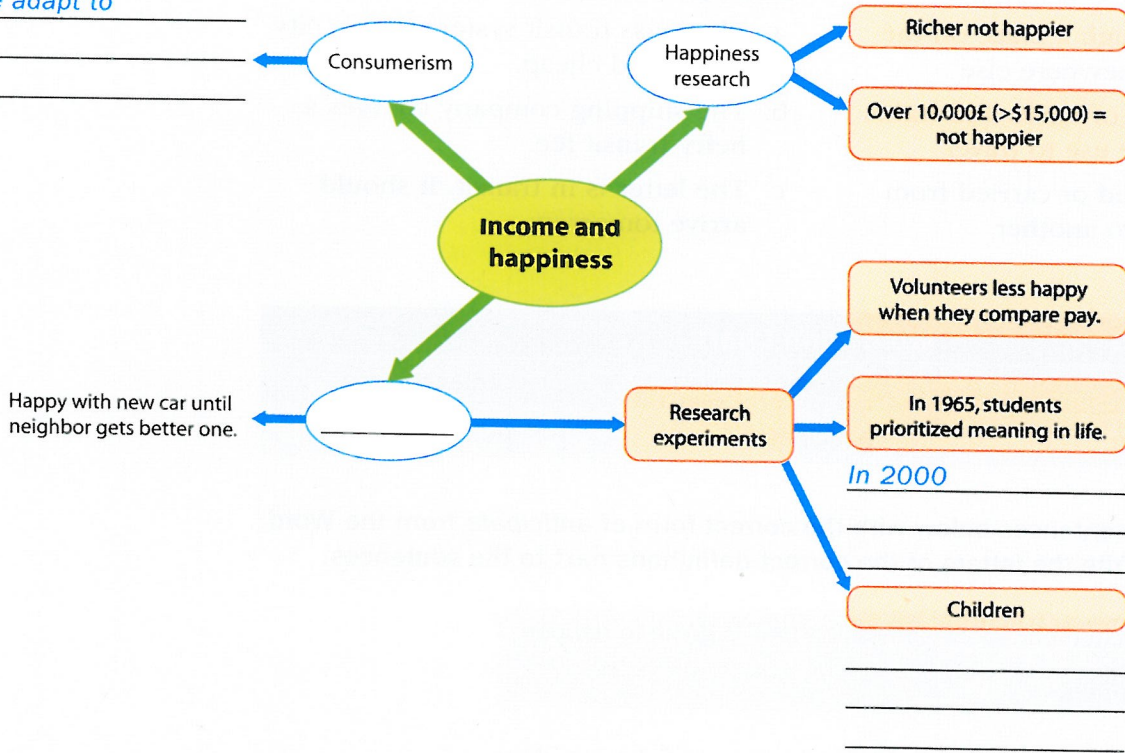 adapt to
Consumerism
Happiness
research
Richer not happier
Over 10,000£ (>$15,000) =
not happier
Income and
happiness
Volunteers less happy
when they compare pay.
Happy with new car until
neighbor gets better one.
Research
experiments
In 1965, students
prioritized meaning in life.
In 2000
Children